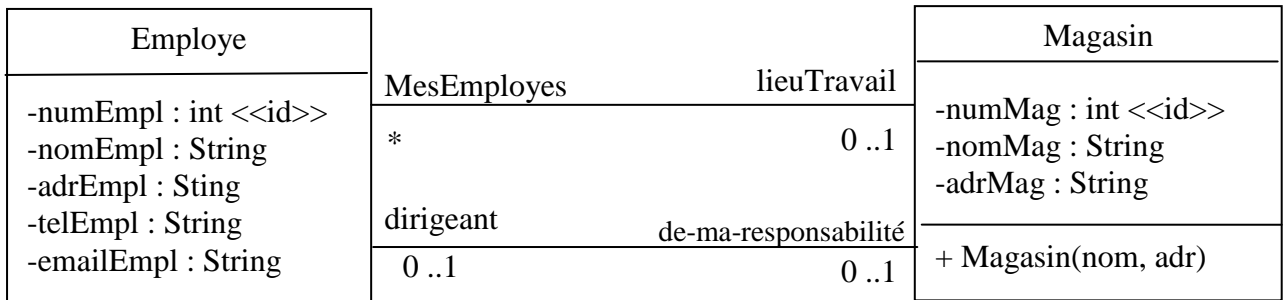 Employe
-numEmpl : int <<id>>
-nomEmpl : String
-adrEmpl : Sting
-telEmpl : String
-emailEmpl : String
MesEmployes
lieuTravail
*
0 ..1
dirigeant
de-ma-responsabilité
0 ..1
0 ..1
Magasin
-numMag : int <<id>>
-nomMag : String
-adrMag : String
+ Magasin(nom, adr)